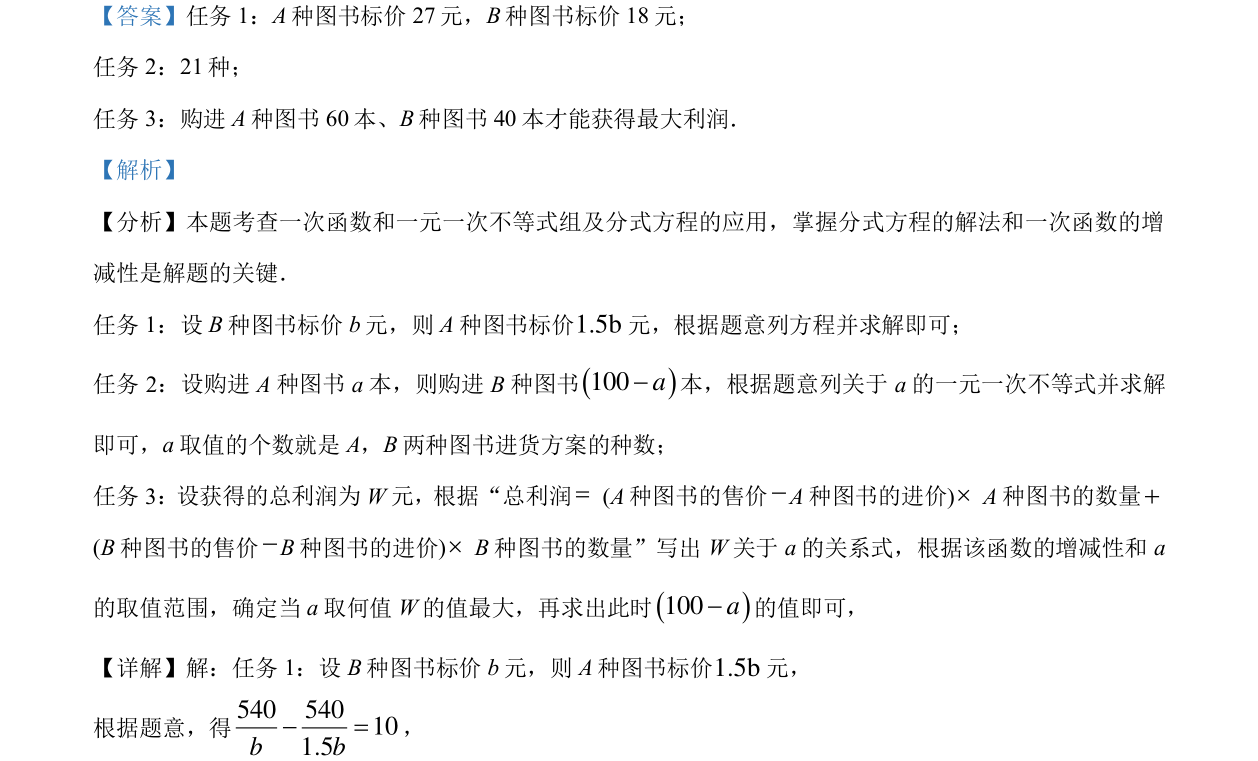 【答案】任务 1：A 种图书标价 27 元，B 种图书标价 18 元；
任务 2：21 种；
任务 3：购进 A 种图书 60 本、B 种图书 40 本才能获得最大利润．
【解析】
【分析】本题考查一次函数和一元一次不等式组及分式方程的应用，掌握分式方程的解法和一次函数的增
减性是解题的关键．
任务 1：设 B 种图书标价 b 元，则 A 种图书标价1.5b 元，根据题意列方程并求解即可；
任务 2：设购进 A 种图书 a 本，则购进 B 种图书(100－a)本，根据题意列关于 a 的一元一次不等式并求解
即可，a 取值的个数就是 A，B 两种图书进货方案的种数；
任务 3：设获得的总利润为 W 元，根据“总利润＝ (A 种图书的售价－A 种图书的进价)× A 种图书的数量＋
(B 种图书的售价－B 种图书的进价)× B 种图书的数量”写出 W 关于 a 的关系式，根据该函数的增减性和 a
的取值范围，确定当 a 取何值 W 的值最大，再求出此时(100－a)的值即可，
【详解】解：任务 1：设 B 种图书标价 b 元，则 A 种图书标价1.5b 元，
根据题意，得 540/b － 540/1.5b ＝10，